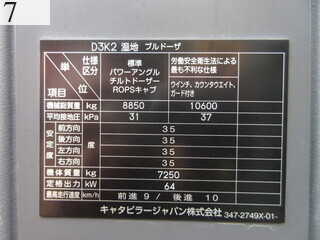 7
D3K2 湿地 ブルドーザ
単位
仕様区分
項目
標準
パワーアングル
チルトドーザー
ROPSキャブ
労働安全衛生法による
最も不利な仕様
ウインチ、カウンタウエイト、
ガード付き
機械総質量 kg 8850 10600
平均接地圧 kPa 31 37
安定度
前方向 度 35
後方向 35
左方向 35
右方向 35
機体質量 kg 7250
定格出力 kW 64
最高走行速度 km/h 前進 9/ 後進 10
キャタピラージャパン株式会社 347-2749X-01-